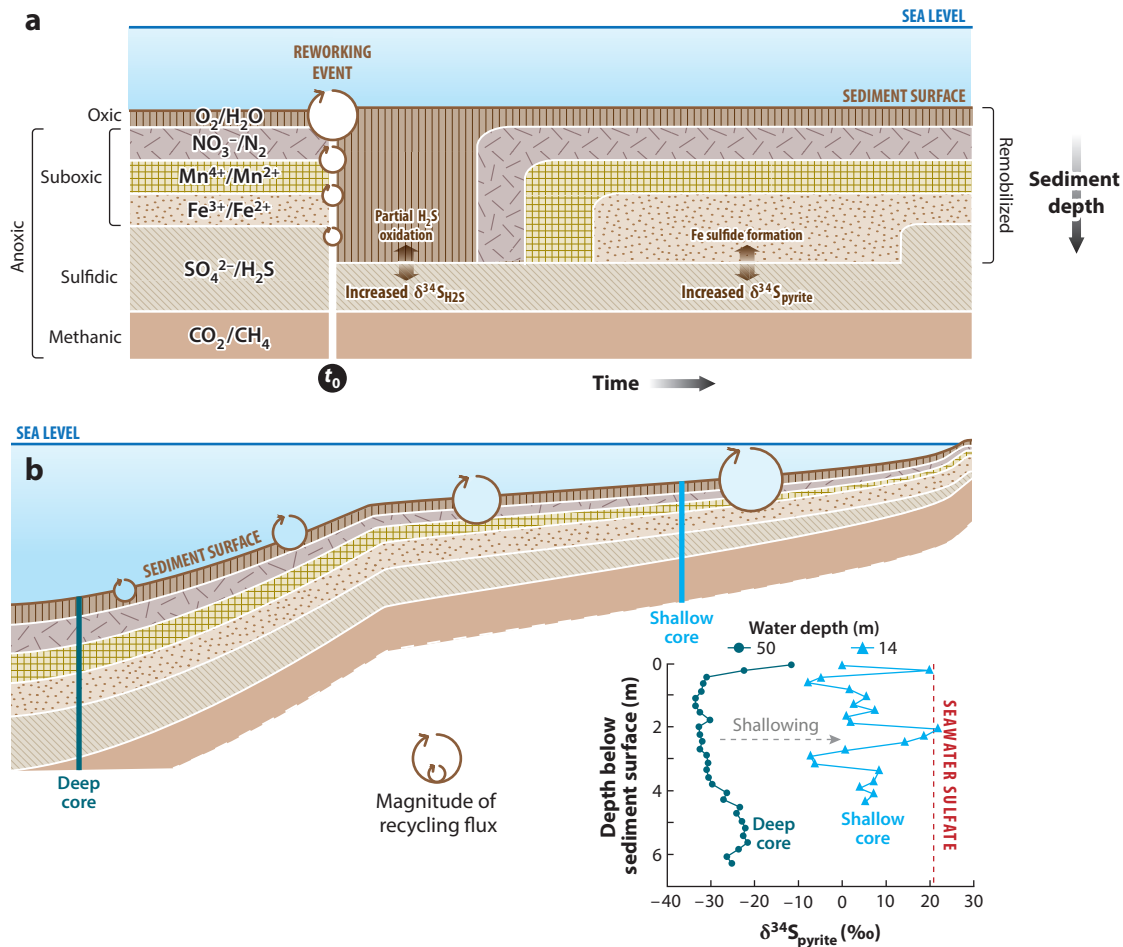 a
SEA LEVEL
REWORKING
EVENT
SEDIMENT SURFACE
Oxic
O₂/H₂O
NO₃⁻/N₂
Suboxic
Mn⁴⁺/Mn²⁺
Fe³⁺/Fe²⁺
Anoxic
Partial H₂S
oxidation
Fe sulfide formation
Remobilized
Sediment
depth
Sulfidic
SO₄²⁻/H₂S
Increased δ³⁴S_H2S
Increased δ³⁴S_pyrite
Methanic
CO₂/CH₄
t₀
Time
SEA LEVEL
b
SEDIMENT SURFACE
Deep
core
Shallow
core
Magnitude of
recycling flux
Water depth (m)
50
14
Depth below
sediment surface (m)
0
2
4
6
Shallowing
Deep
core
Shallow
core
SEAWATER SULFATE
−40
−30
−20
−10
0
10
20
30
δ³⁴S_pyrite (‰)